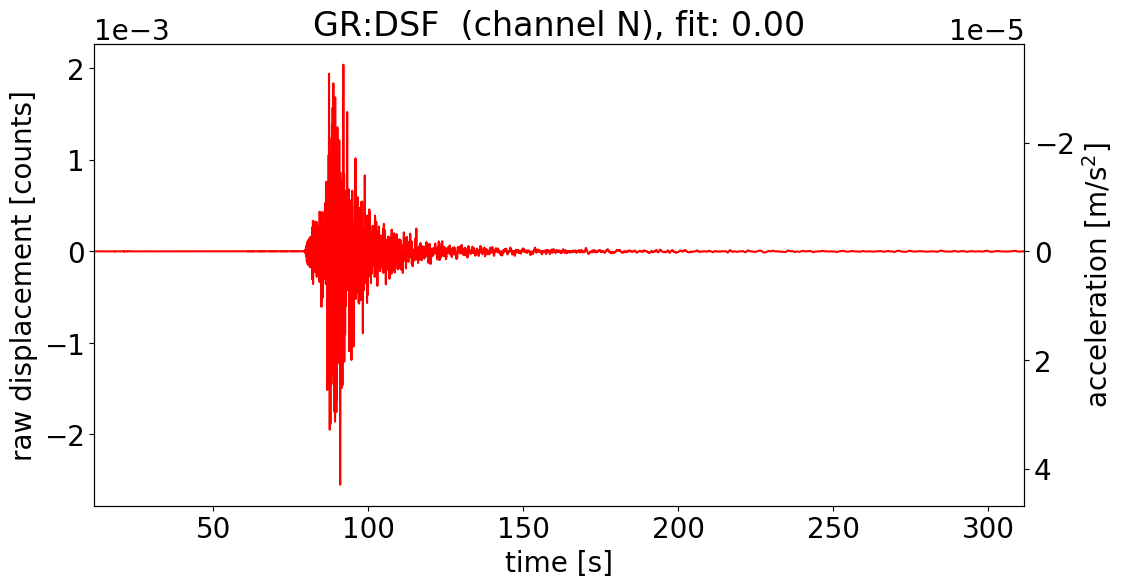 GR:DSF  (channel N), fit: 0.00
1e−3
1e−5
raw displacement [counts]
2
1
0
−1
−2
acceleration [m/s²]
−2
0
2
4
50
100
150
200
250
300
time [s]